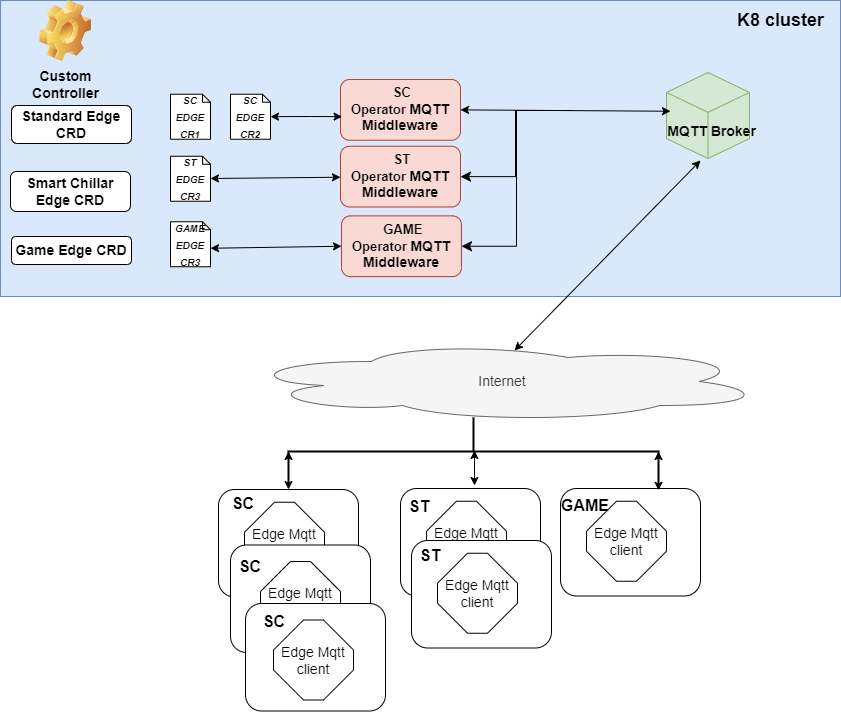 K8 cluster
Custom
Controller
Standard Edge
CRD
Smart Chillar
Edge CRD
Game Edge CRD
SC
EDGE
CR1
SC
EDGE
CR2
ST
EDGE
CR3
GAME
EDGE
CR3
SC
Operator MQTT
Middleware
ST
Operator MQTT
Middleware
GAME
Operator MQTT
Middleware
MQTT Broker
Internet
SC
Edge Mqtt
SC
Edge Mqtt
SC
Edge Mqtt
client
ST
Edge Mqtt
ST
Edge Mqtt
client
GAME
Edge Mqtt
client